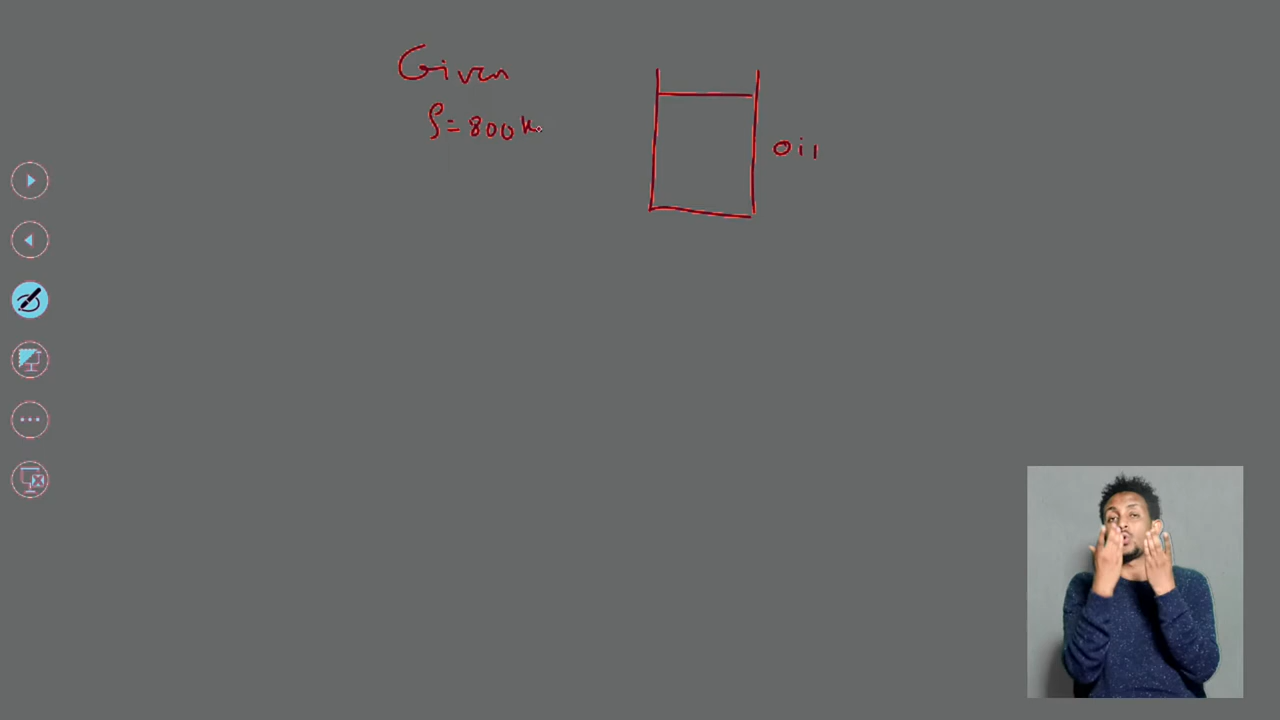 Given
ρ = 800 k
oil